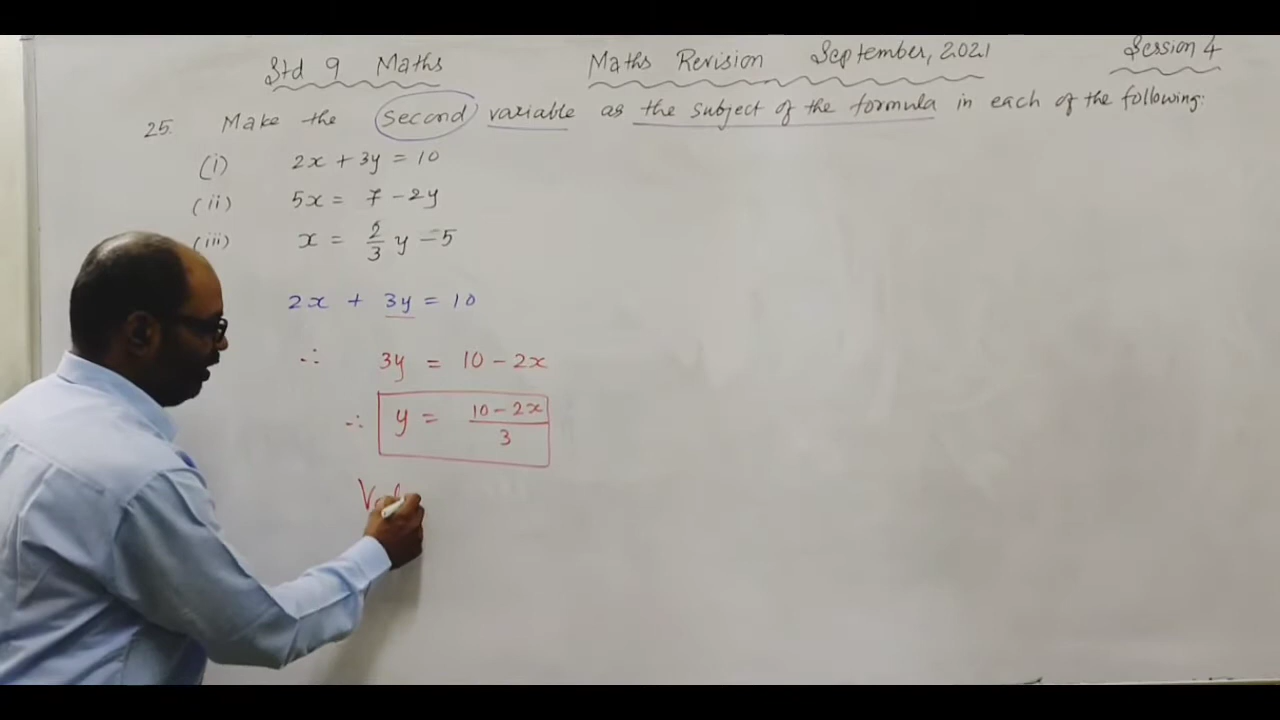 Std 9 Maths Maths Revision September, 2021 Session 4
25. Make the second variable as the subject of the formula in each of the following:
(i) 2x + 3y = 10
(ii) 5x = 7 - 2y
(iii) x = 2/3 y - 5
2x + 3y = 10
∴ 3y = 10 - 2x
∴ y = (10 - 2x)/3